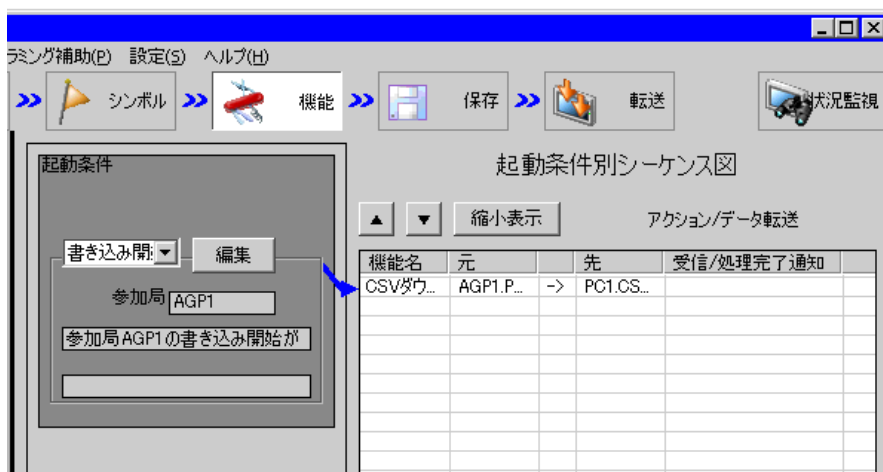 ラミング補助(P) 設定(S) ヘルプ(H)
シンボル 機能 保存 転送 状況監視
起動条件
起動条件別シーケンス図
▲ ▼ 縮小表示 アクション/データ転送
書き込み開 編集
機能名 元 先 受信/処理完了通知
CSVダウ... AGP1.P... -> PC1.CS...
参加局 AGP1
参加局AGP1の書き込み開始が